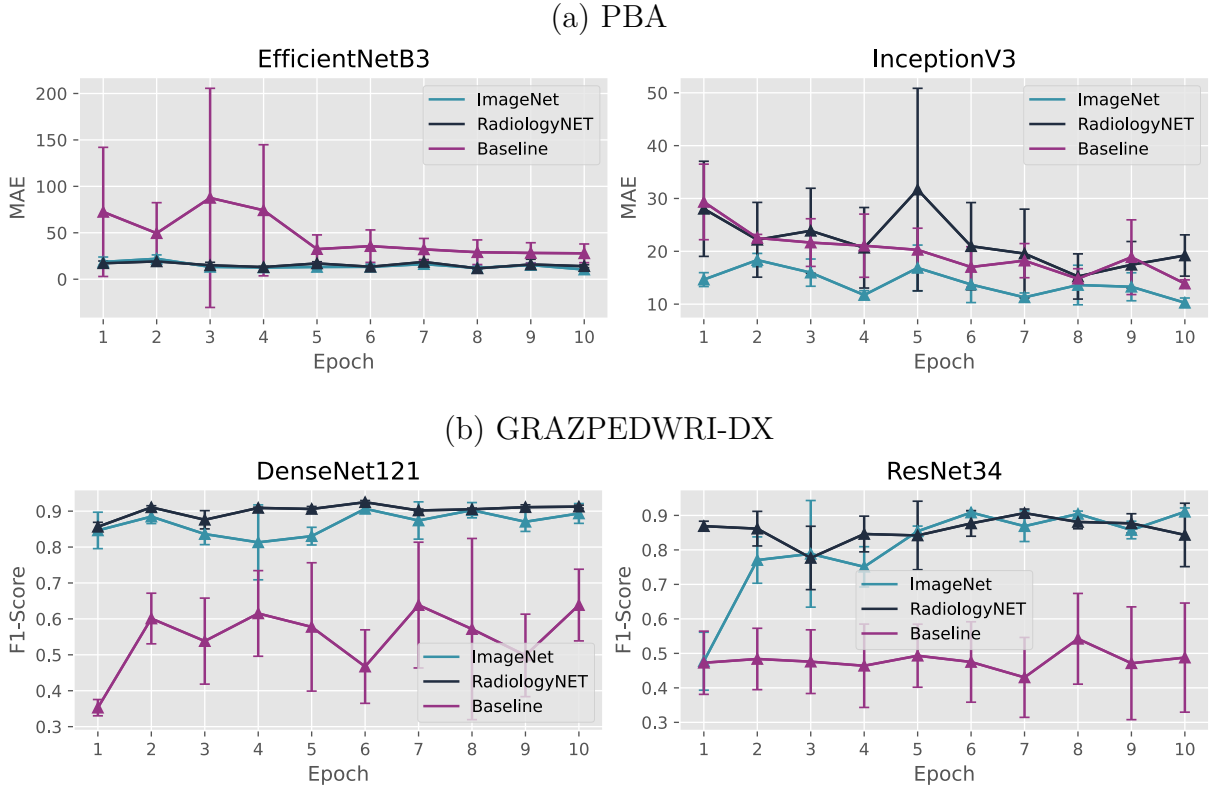 (a) PBA
EfficientNetB3
200
150
100
50
0
MAE
ImageNet
RadiologyNET
Baseline
1 2 3 4 5 6 7 8 9 10
Epoch
InceptionV3
50
40
30
20
10
MAE
ImageNet
RadiologyNET
Baseline
1 2 3 4 5 6 7 8 9 10
Epoch
(b) GRAZPEDWRI-DX
DenseNet121
0.9
0.8
0.7
0.6
0.5
0.4
0.3
F1-Score
ImageNet
RadiologyNET
Baseline
1 2 3 4 5 6 7 8 9 10
Epoch
ResNet34
0.9
0.8
0.7
0.6
0.5
0.4
0.3
F1-Score
ImageNet
RadiologyNET
Baseline
1 2 3 4 5 6 7 8 9 10
Epoch